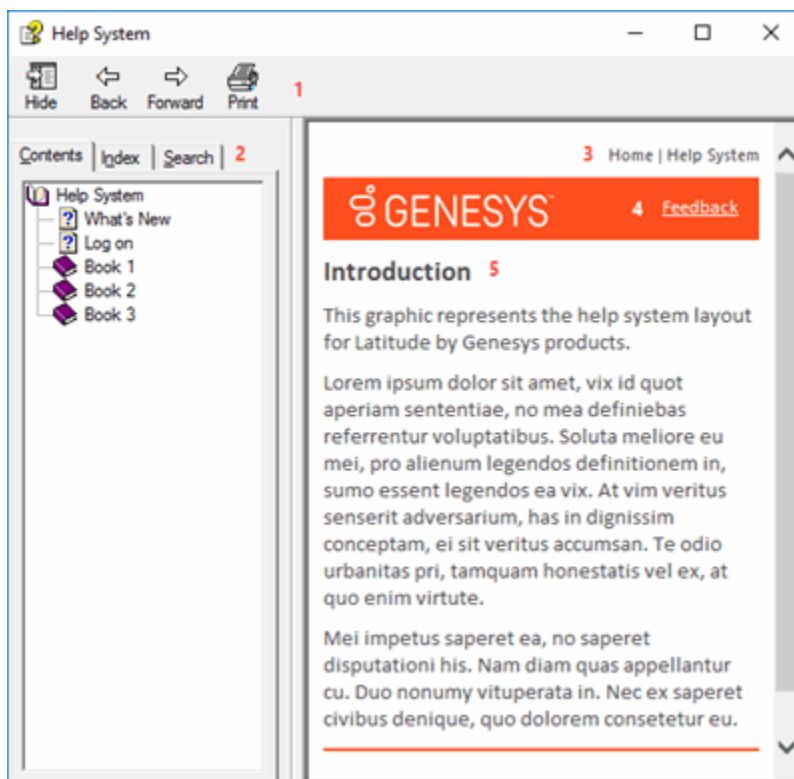 Help System
Hide Back Forward Print 1
Contents Index Search 2
Help System
What's New
Log on
Book 1
Book 2
Book 3
3 Home | Help System
GENESYS™ 4 Feedback
Introduction 5
This graphic represents the help system layout
for Latitude by Genesys products.
Lorem ipsum dolor sit amet, vix id quot
aperiam sententiae, no mea definiebas
referrentur voluptatibus. Soluta meliore eu
mei, pro alienum legendos definitionem in,
sumo essent legendos ea vix. At vim veritus
senserit adversarium, has in dignissim
conceptam, ei sit veritus accumsan. Te odio
urbanitas pri, tamquam honestatis vel ex, at
quo enim virtute.
Mei impetus saperet ea, no saperet
disputationi his. Nam diam quas appellantur
cu. Duo nonumy vituperata in. Nec ex saperet
civibus denique, quo dolorem consetetur eu.